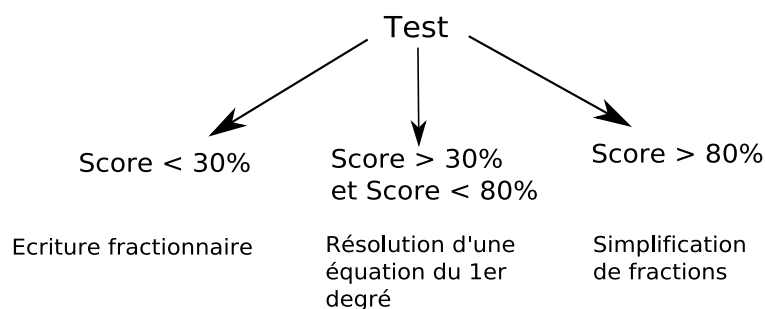 Test
Score < 30%
Score > 30%
et Score < 80%
Score > 80%
Ecriture fractionnaire
Résolution d'une
équation du 1er
degré
Simplification
de fractions